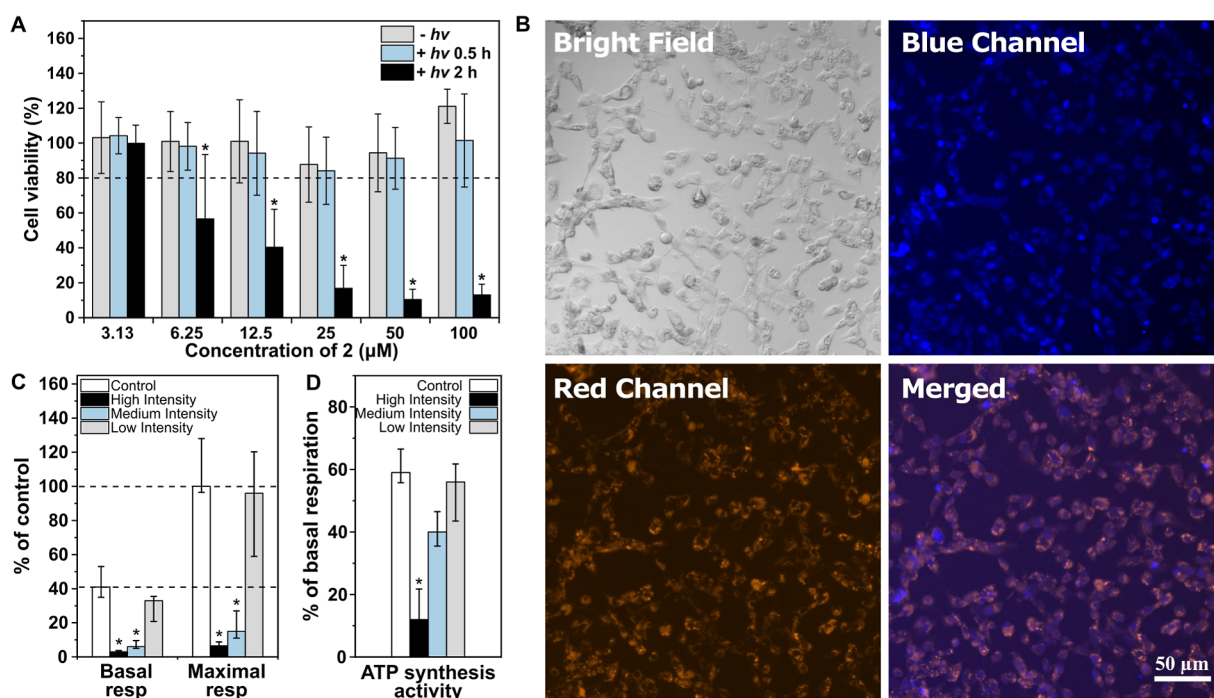 A
Cell viability (%)
160
140
120
100
80
60
40
20
0
- hv
+ hv 0.5 h
+ hv 2 h
*
*
*
*
*
3.13 6.25 12.5 25 50 100
Concentration of 2 (µM)
B
Bright Field
Blue Channel
Red Channel
Merged
50 µm
C
% of control
160
140
120
100
80
60
40
20
0
Control
High Intensity
Medium Intensity
Low Intensity
* *
* *
Basal
resp
Maximal
resp
D
% of basal respiration
80
60
40
20
0
Control
High Intensity
Medium Intensity
Low Intensity
*
ATP synthesis
activity